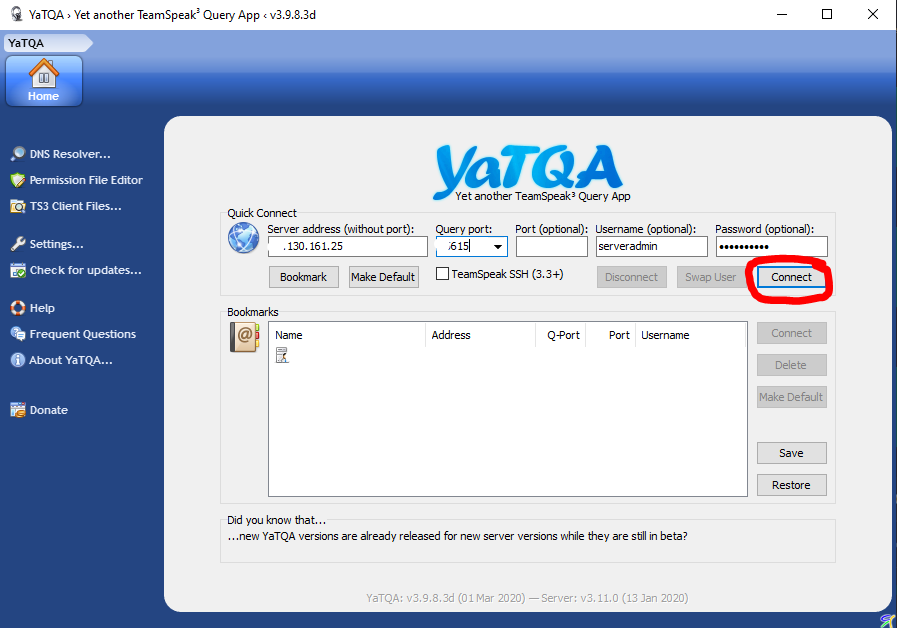 YaTQA › Yet another TeamSpeak³ Query App ‹ v3.9.8.3d
YaTQA
Home
DNS Resolver...
Permission File Editor
TS3 Client Files...
Settings...
Check for updates...
Help
Frequent Questions
About YaTQA...
Donate
YaTQA
Yet another TeamSpeak³ Query App
Quick Connect
Server address (without port): Query port: Port (optional): Username (optional): Password (optional):
.130.161.25 615 serveradmin ••••••••••
Bookmark Make Default TeamSpeak SSH (3.3+) Disconnect Swap User Connect
Bookmarks
Name Address Q-Port Port Username
Connect
Delete
Make Default
Save
Restore
Did you know that...
...new YaTQA versions are already released for new server versions while they are still in beta?
YaTQA: v3.9.8.3d (01 Mar 2020) — Server: v3.11.0 (13 Jan 2020)